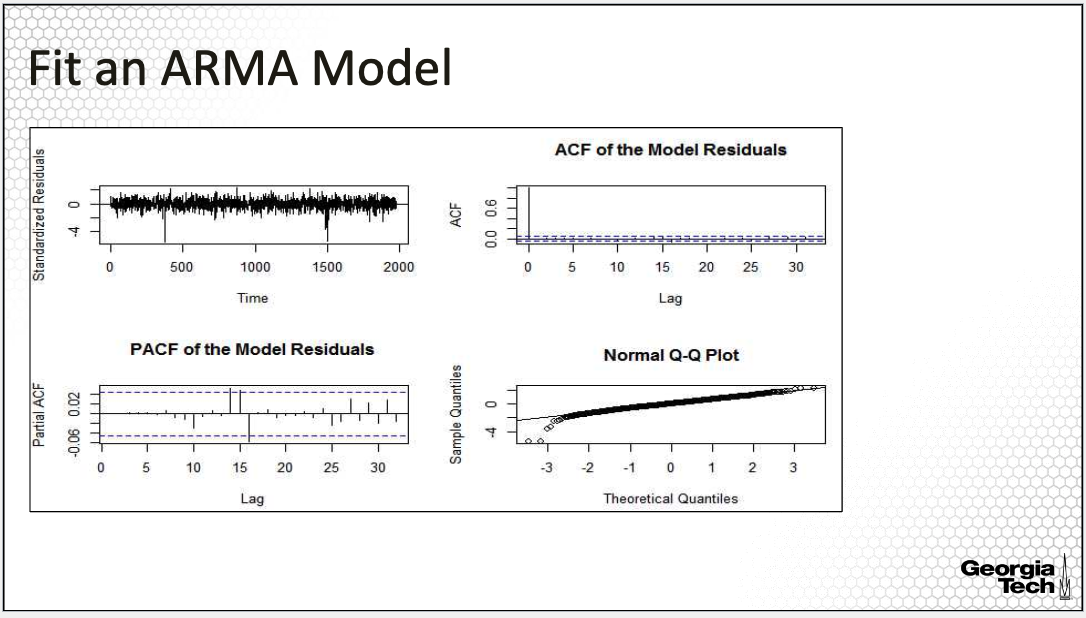 Fit an ARMA Model
Standardized Residuals
0
-4
0 500 1000 1500 2000
Time
ACF of the Model Residuals
ACF
0.6
0.0
0 5 10 15 20 25 30
Lag
PACF of the Model Residuals
Partial ACF
0.02
-0.06
0 5 10 15 20 25 30
Lag
Normal Q-Q Plot
Sample Quantiles
0
-4
-3 -2 -1 0 1 2 3
Theoretical Quantiles
Georgia
Tech